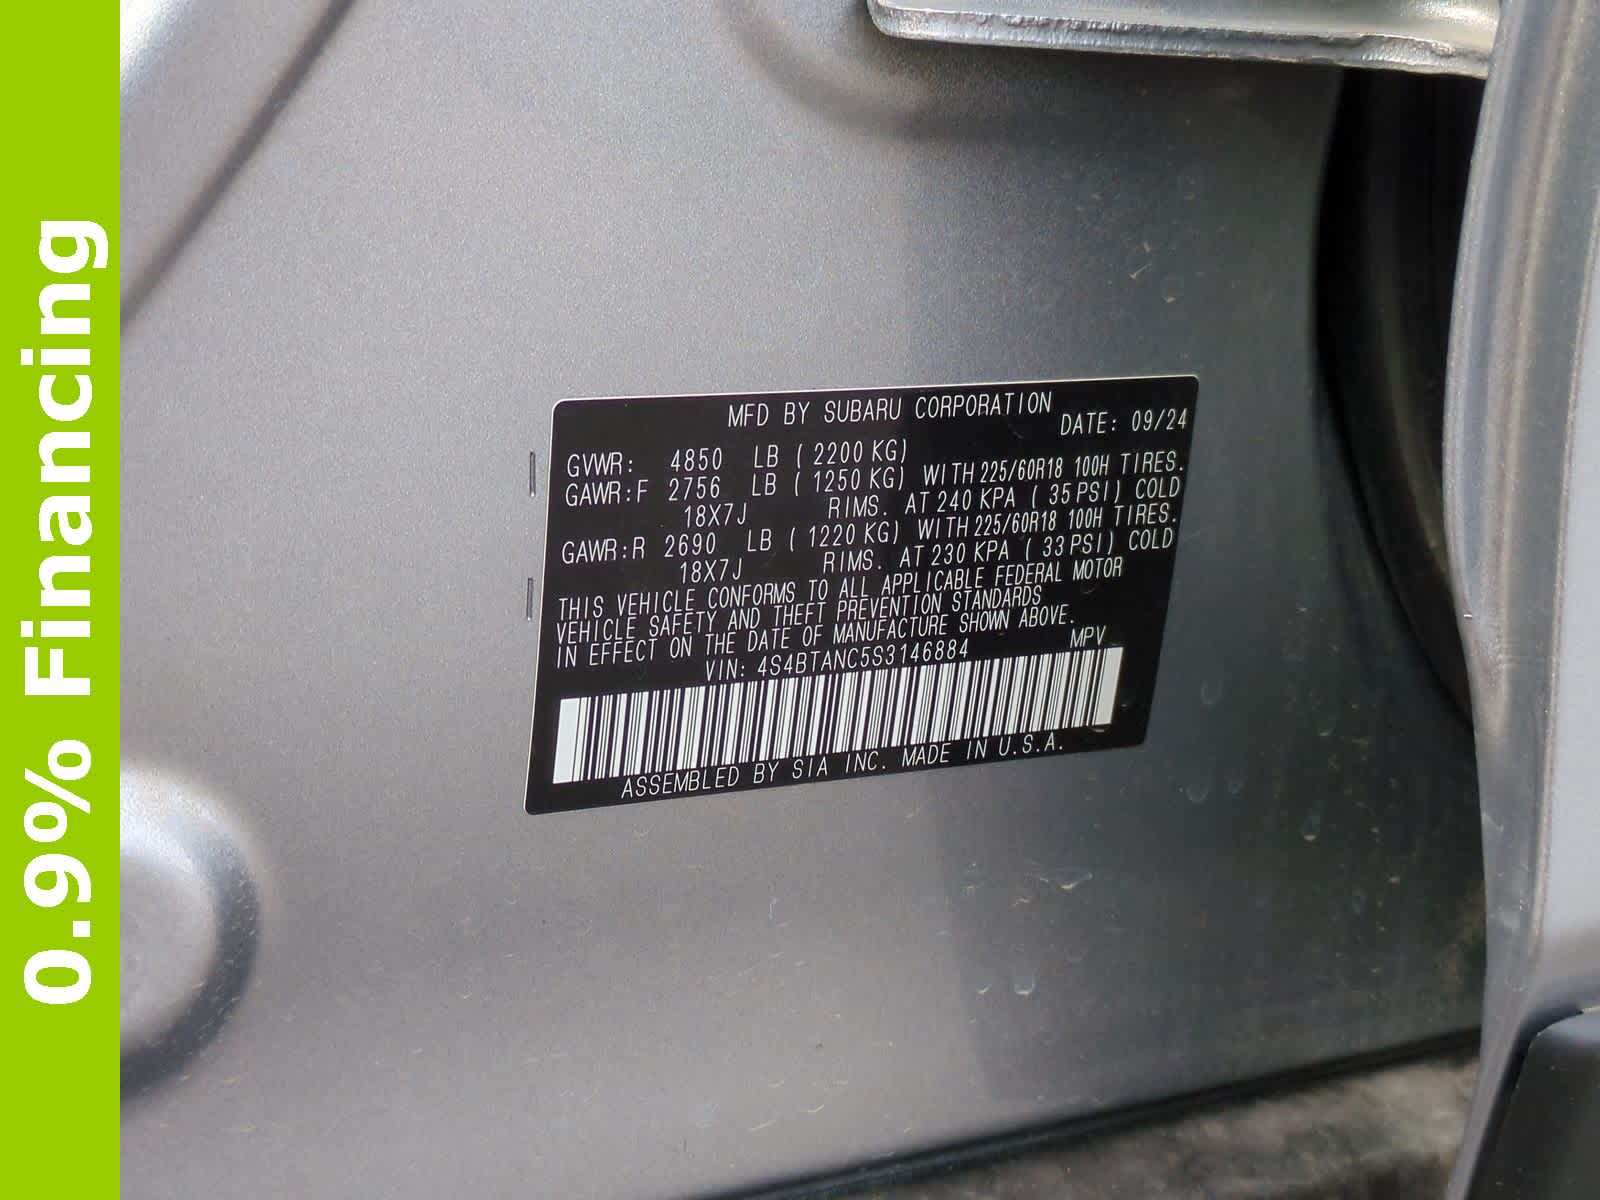 0.9% Financing
MFD BY SUBARU CORPORATION
DATE: 09/24
GVWR: 4850 LB ( 2200 KG)
GAWR:F 2756 LB ( 1250 KG) WITH 225/60R18 100H TIRES.
18X7J RIMS. AT 240 KPA ( 35 PSI) COLD
GAWR:R 2690 LB ( 1220 KG) WITH 225/60R18 100H TIRES.
18X7J RIMS. AT 230 KPA ( 33 PSI) COLD
THIS VEHICLE CONFORMS TO ALL APPLICABLE FEDERAL MOTOR
VEHICLE SAFETY AND THEFT PREVENTION STANDARDS
IN EFFECT ON THE DATE OF MANUFACTURE SHOWN ABOVE.
VIN: 4S4BTANC5S3146884 MPV
ASSEMBLED BY SIA INC. MADE IN U.S.A.